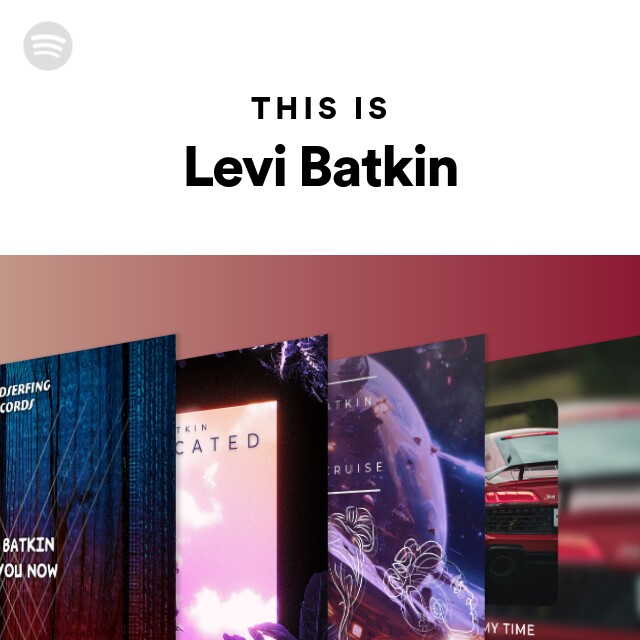 THIS IS
Levi Batkin
DSERFING
CORDS
BATKIN
YOU NOW
TKIN
CATED
ATKIN
RUISE
MY TIME